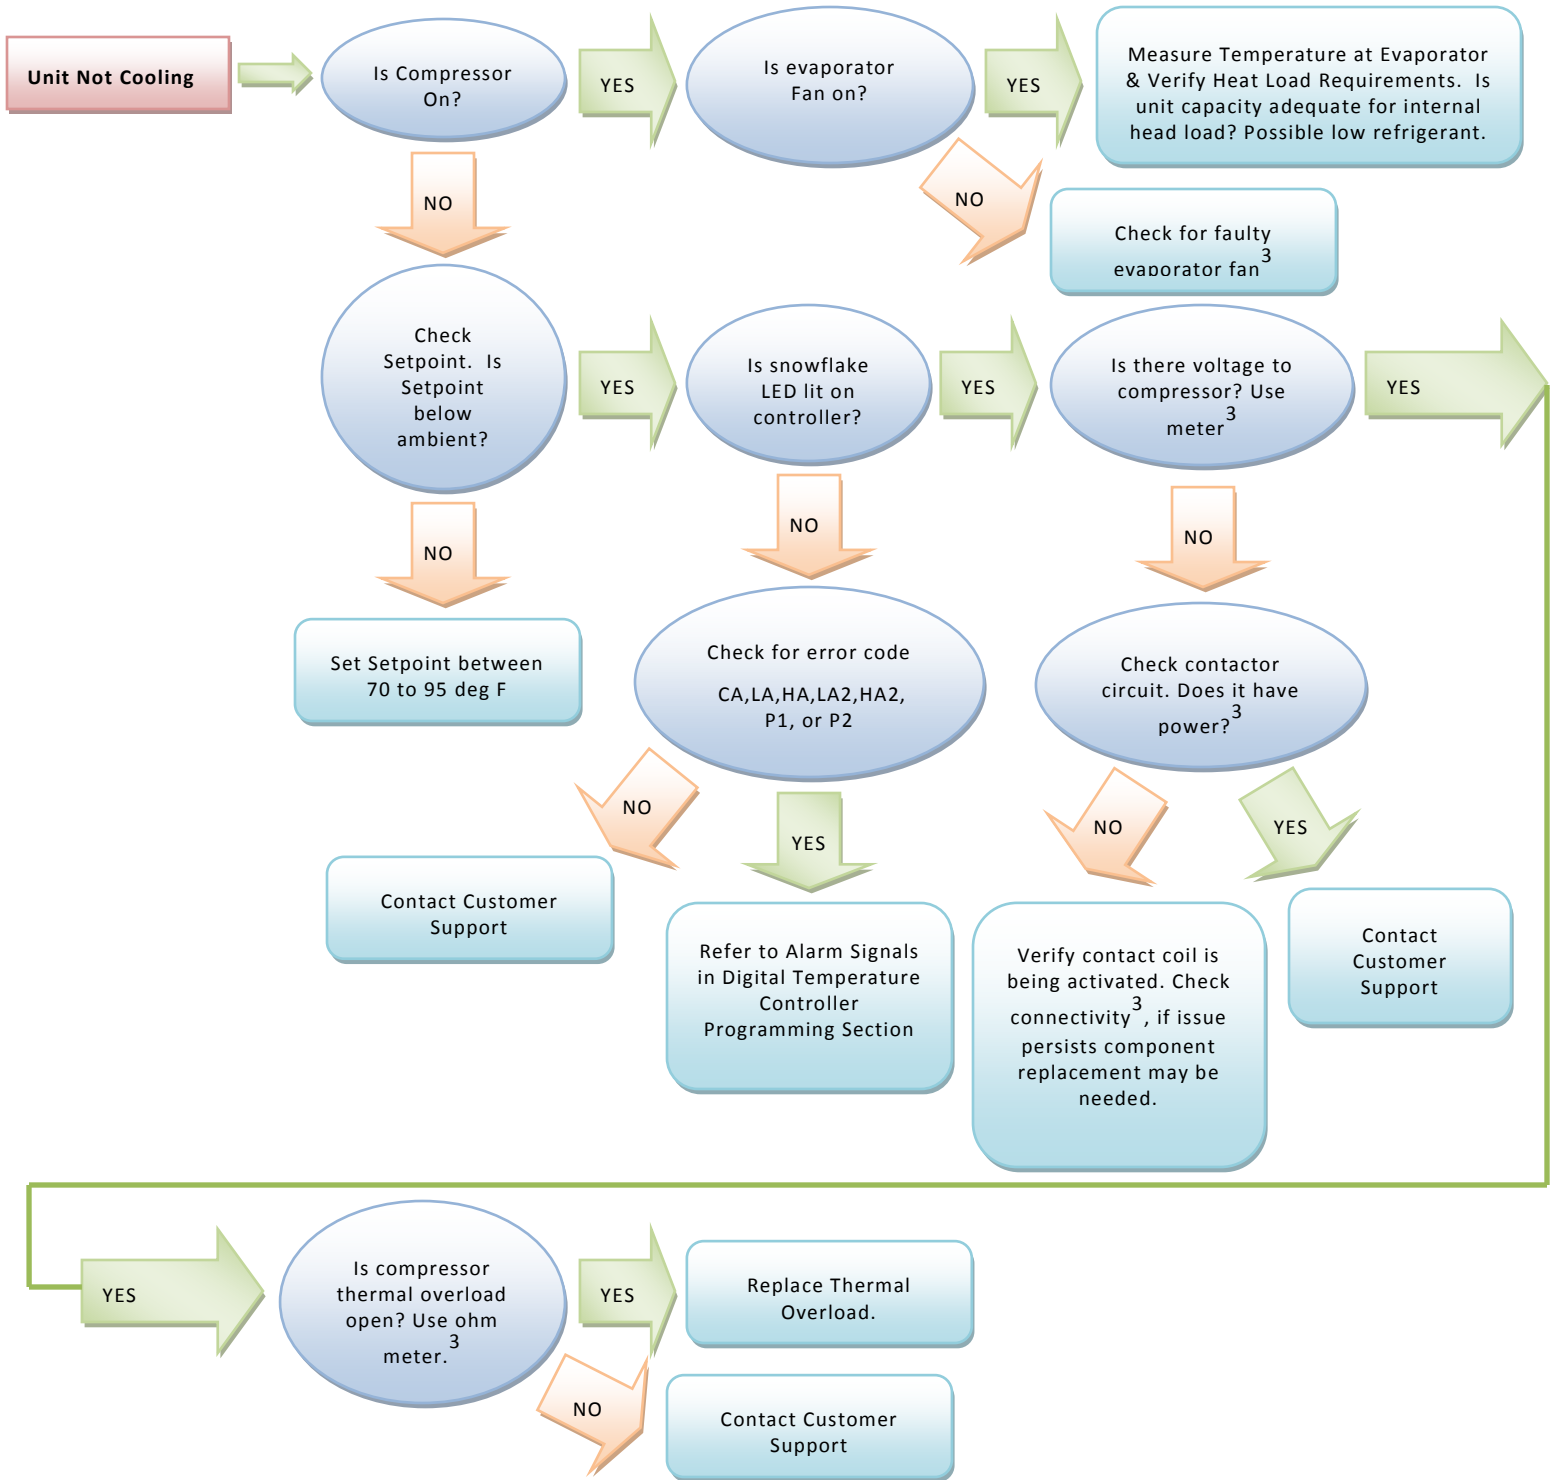 Unit Not Cooling
Is Compressor
On?
YES
Is evaporator
Fan on?
YES
Measure Temperature at Evaporator
& Verify Heat Load Requirements.  Is
unit capacity adequate for internal
head load? Possible low refrigerant.
NO
NO
Check for faulty
evaporator fan3
Check
Setpoint.  Is
Setpoint
below
ambient?
YES
Is snowflake
LED lit on
controller?
YES
Is there voltage to
compressor? Use
meter3
YES
NO
NO
NO
Set Setpoint between
70 to 95 deg F
Check for error code
CA,LA,HA,LA2,HA2,
P1, or P2
Check contactor
circuit. Does it have
power?3
NO
YES
NO
YES
Contact Customer
Support
Refer to Alarm Signals
in Digital Temperature
Controller
Programming Section
Verify contact coil is
being activated. Check
connectivity3, if issue
persists component
replacement may be
needed.
Contact
Customer
Support
YES
Is compressor
thermal overload
open? Use ohm
meter.3
YES
Replace Thermal
Overload.
NO
Contact Customer
Support